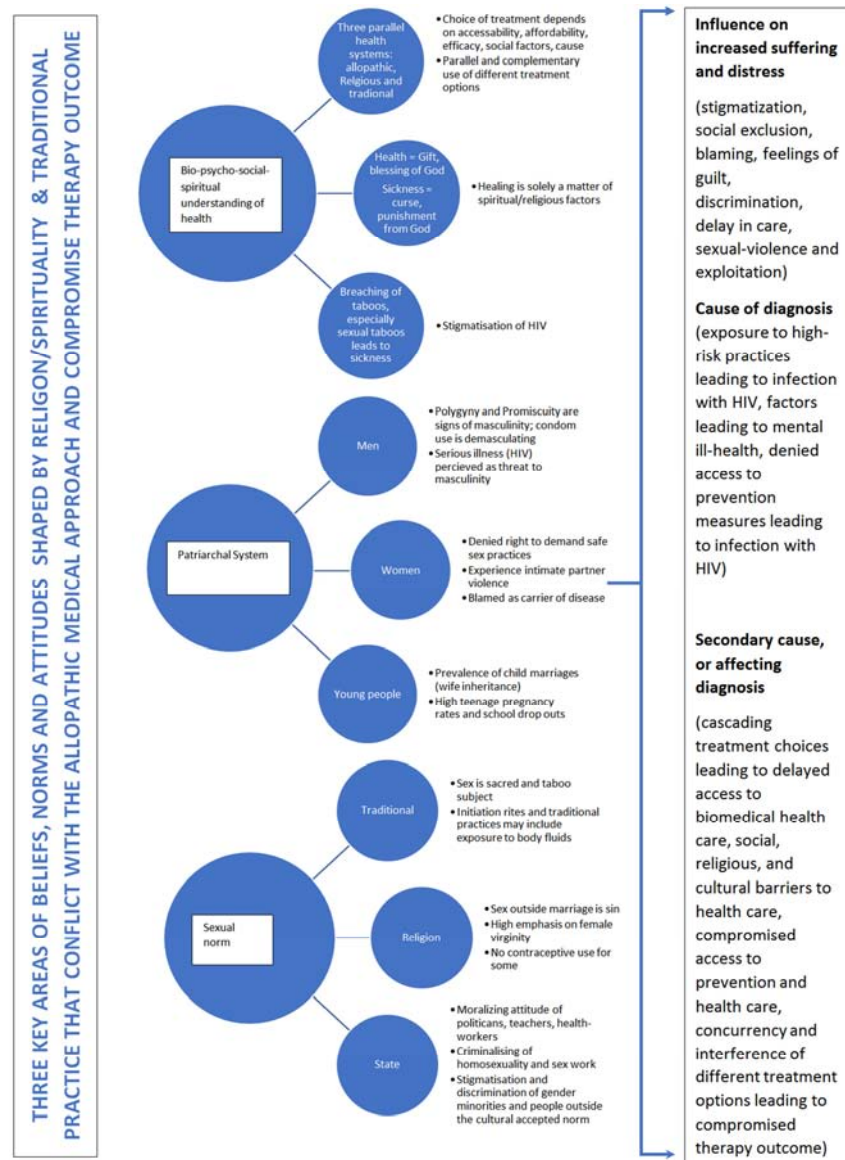 THREE KEY AREAS OF BELIEFS, NORMS AND ATTITUDES SHAPED BY RELIGON/SPIRITUALITY & TRADITIONAL
PRACTICE THAT CONFLICT WITH THE ALLOPATHIC MEDICAL APPROACH AND COMPROMISE THERAPY OUTCOME
Bio-psycho-social-
spiritual
understanding of
health
Three parallel
health systems:
allopathic,
Relgious and
tradional
•Choice of treatment depends
on accessability, affordability,
efficacy, social factors, cause
•Parallel and complementary
use of different treatment
options
Health = Gift,
blessing of God
Sickness =
curse,
punishment
from God
•Healing is solely a matter of
spiritual/religious factors
Breaching of
taboos,
especially
sexual taboos
leads to
sickness
•Stigmatisation of HIV
Patriarchal System
Men
•Polygyny and Promiscuity are
signs of masculinity; condom
use is demasculating
•Serious illness (HIV)
percieved as threat to
masculinity
Women
•Denied right to demand safe
sex practices
•Experience intimate partner
violence
•Blamed as carrier of disease
Young people
•Prevalence of child marriages
(wife inheritance)
•High teenage pregnancy
rates and school drop outs
Sexual
norm
Traditional
•Sex is sacred and taboo
subject
•Initiation rites and traditional
practices may include
exposure to body fluids
Religion
•Sex outside marriage is sin
•High emphasis on female
virginity
•No contraceptive use for
some
State
•Moralizing attitude of
politicans, teachers, health-
workers
•Criminalising of
homosexuality and sex work
•Stigmatisation and
discrimination of gender
minorities and people outside
the cultural accepted norm
Influence on
increased suffering
and distress
(stigmatization,
social exclusion,
blaming, feelings of
guilt,
discrimination,
delay in care,
sexual-violence and
exploitation)
Cause of diagnosis
(exposure to high-
risk practices
leading to infection
with HIV, factors
leading to mental
ill-health, denied
access to
prevention
measures leading
to infection with
HIV)
Secondary cause,
or affecting
diagnosis
(cascading
treatment choices
leading to delayed
access to
biomedical health
care, social,
religious, and
cultural barriers to
health care,
compromised
access to
prevention and
health care,
concurrency and
interference of
different treatment
options leading to
compromised
therapy outcome)